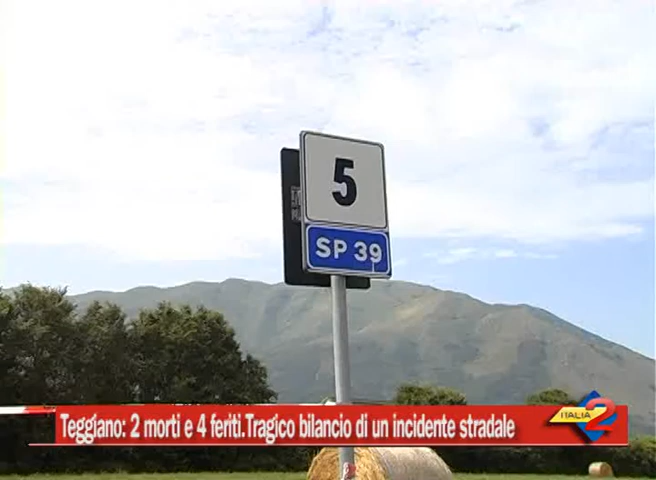 5
SP 39
Teggiano: 2 morti e 4 feriti.Tragico bilancio di un incidente stradale
ITALIA 2